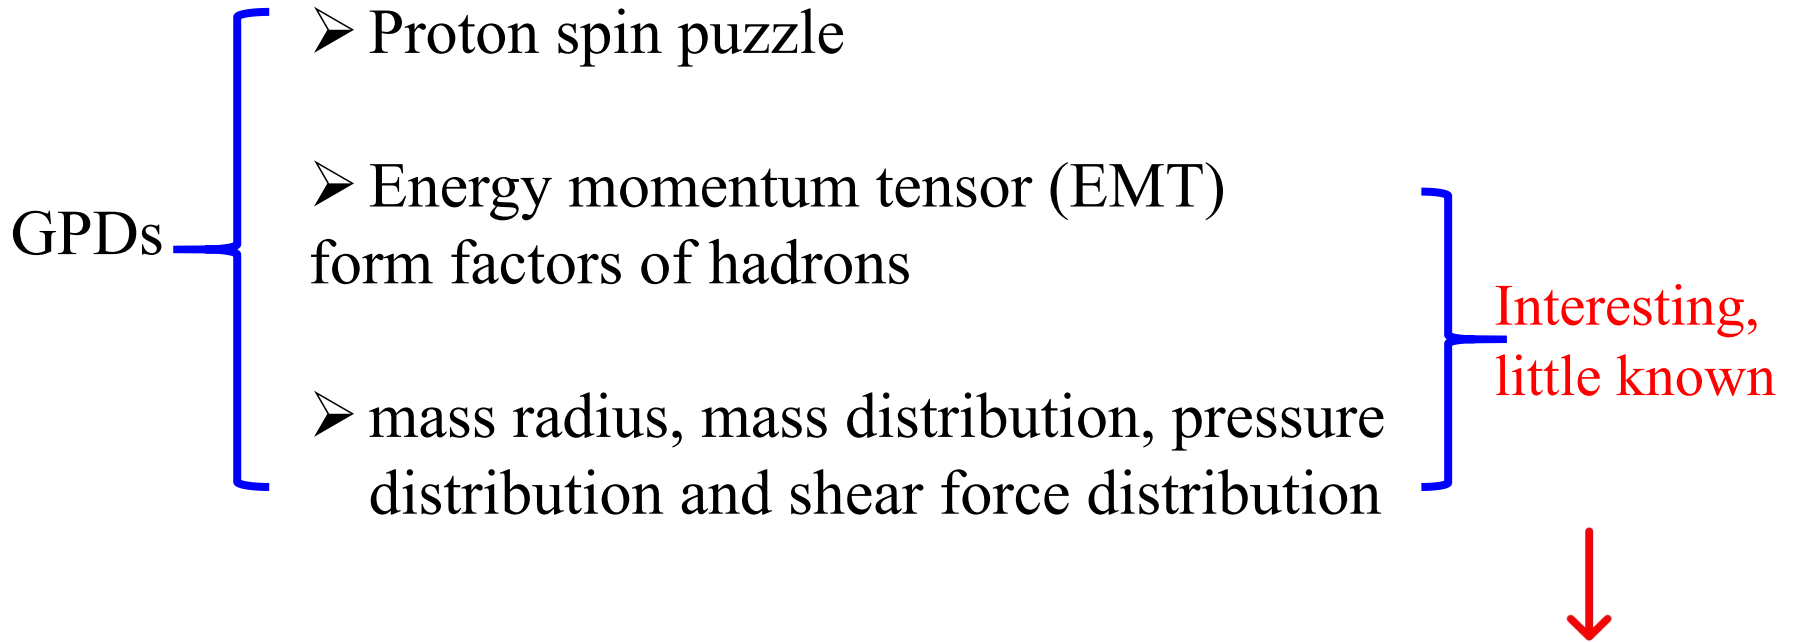 ➢ Proton spin puzzle
➢ Energy momentum tensor (EMT)
GPDs
form factors of hadrons
Interesting,
little known
➢ mass radius, mass distribution, pressure
distribution and shear force distribution